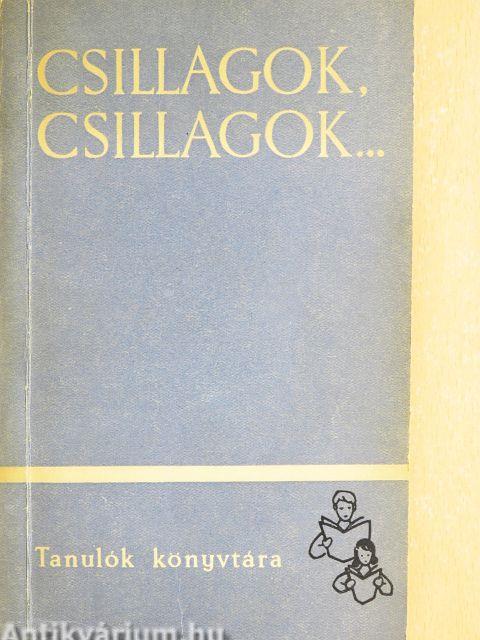 CSILLAGOK,
CSILLAGOK...
Tanulók könyvtára
Antikvárium.hu